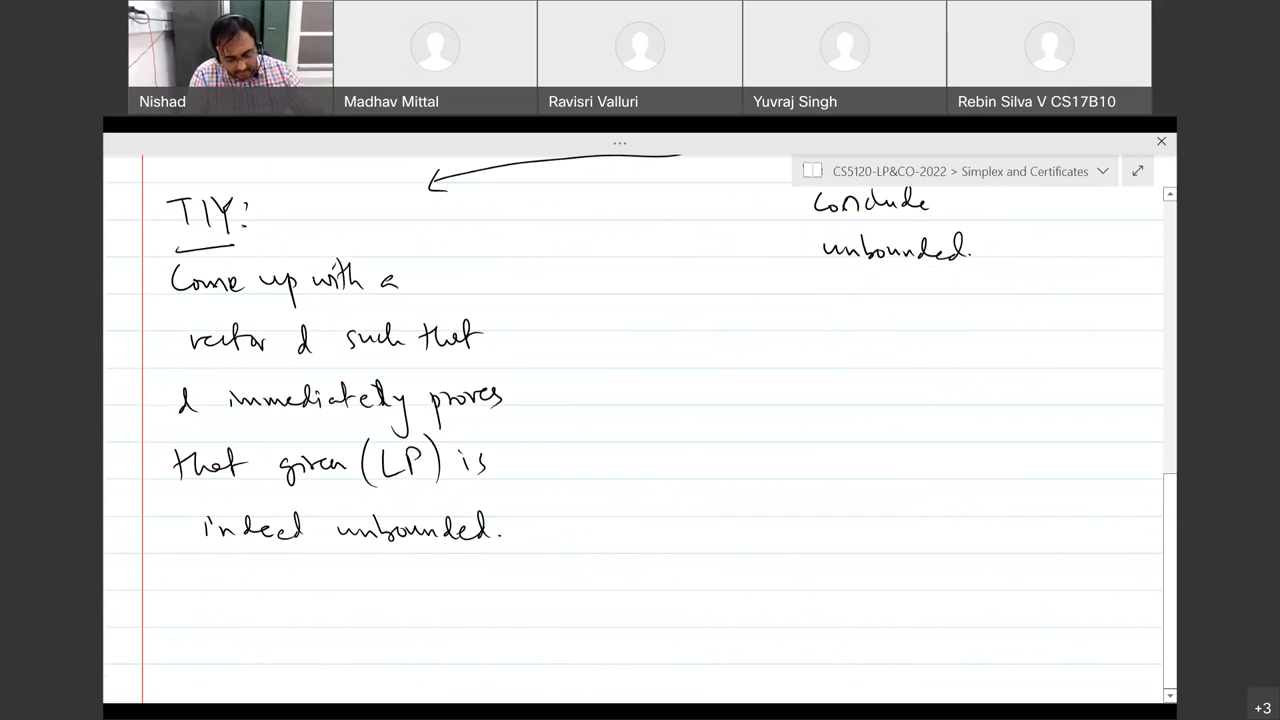 Nishad
Madhav Mittal
Ravisri Valluri
Yuvraj Singh
Rebin Silva V CS17B10
CS5120-LP&CO-2022 > Simplex and Certificates
conclude
unbounded.
TIY:
Come up with a
vector d such that
d immediately proves
that given (LP) is
indeed unbounded.
+3